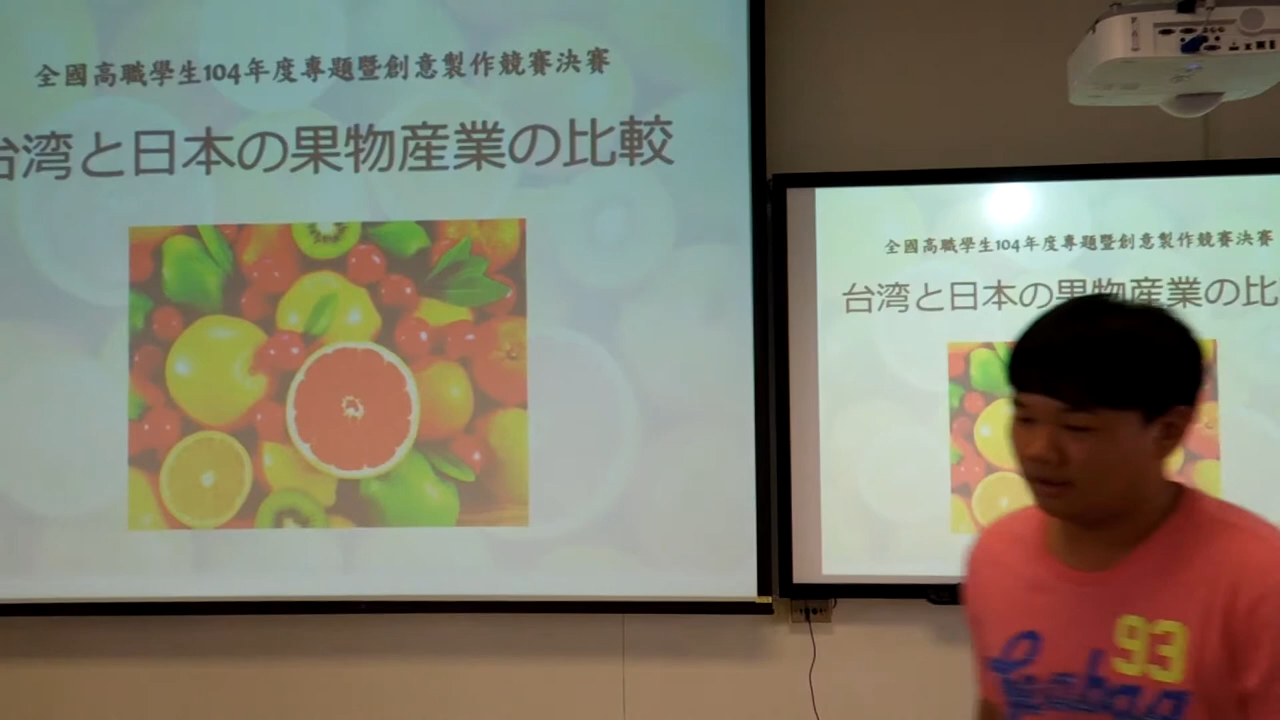 全國高職學生104年度專題暨創意製作競賽決賽
台湾と日本の果物産業の比較
全國高職學生104年度專題暨創意製作競賽決賽
台湾と日本の果物産業の比
93